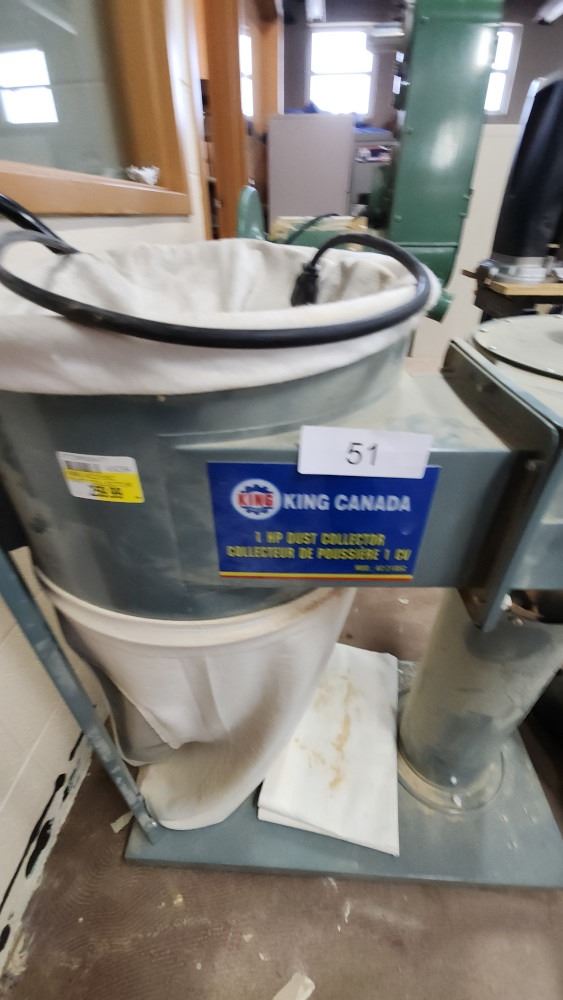 51
KING
KING CANADA
1 HP DUST COLLECTOR
COLLECTEUR DE POUSSIÈRE 1 CV